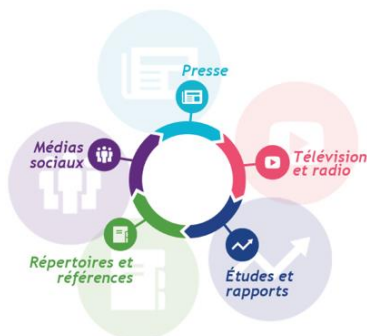 Presse
Télévision
et radio
Études et
rapports
Répertoires et
références
Médias
sociaux